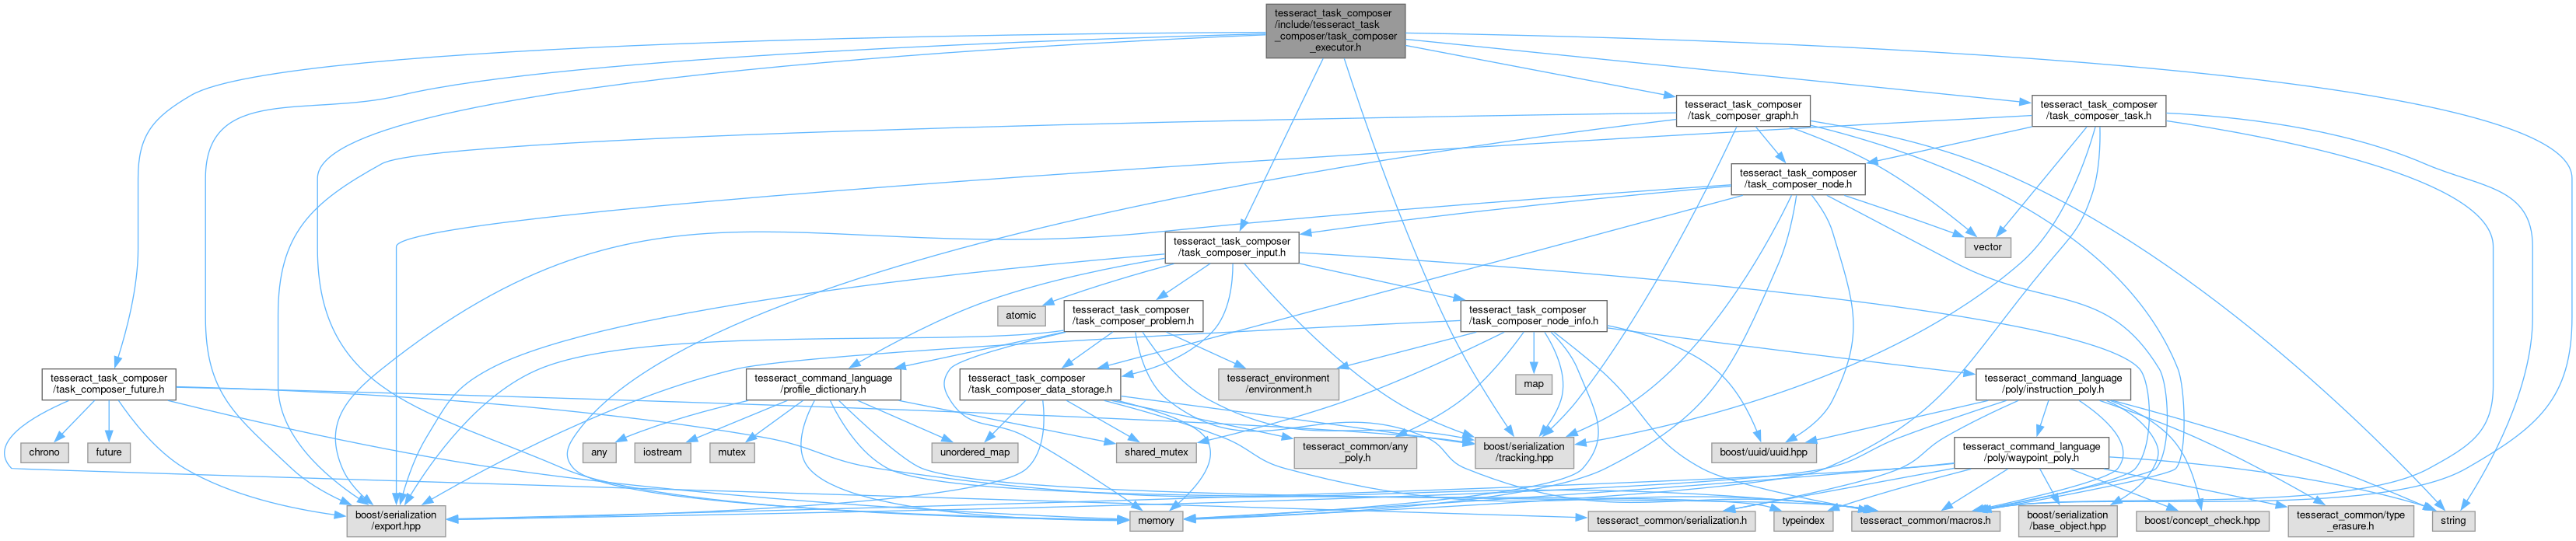 tesseract_task_composer
/include/tesseract_task
_composer/task_composer
_executor.h
tesseract_task_composer
/task_composer_graph.h
tesseract_task_composer
/task_composer_task.h
tesseract_task_composer
/task_composer_node.h
tesseract_task_composer
/task_composer_input.h
vector
atomic
tesseract_task_composer
/task_composer_problem.h
tesseract_task_composer
/task_composer_node_info.h
tesseract_task_composer
/task_composer_future.h
tesseract_command_language
/profile_dictionary.h
tesseract_task_composer
/task_composer_data_storage.h
tesseract_environment
/environment.h
map
tesseract_command_language
/poly/instruction_poly.h
chrono
future
any
iostream
mutex
unordered_map
shared_mutex
tesseract_common/any
_poly.h
boost/serialization
/tracking.hpp
boost/uuid/uuid.hpp
tesseract_command_language
/poly/waypoint_poly.h
boost/serialization
/export.hpp
memory
tesseract_common/serialization.h
typeindex
tesseract_common/macros.h
boost/serialization
/base_object.hpp
boost/concept_check.hpp
tesseract_common/type
_erasure.h
string